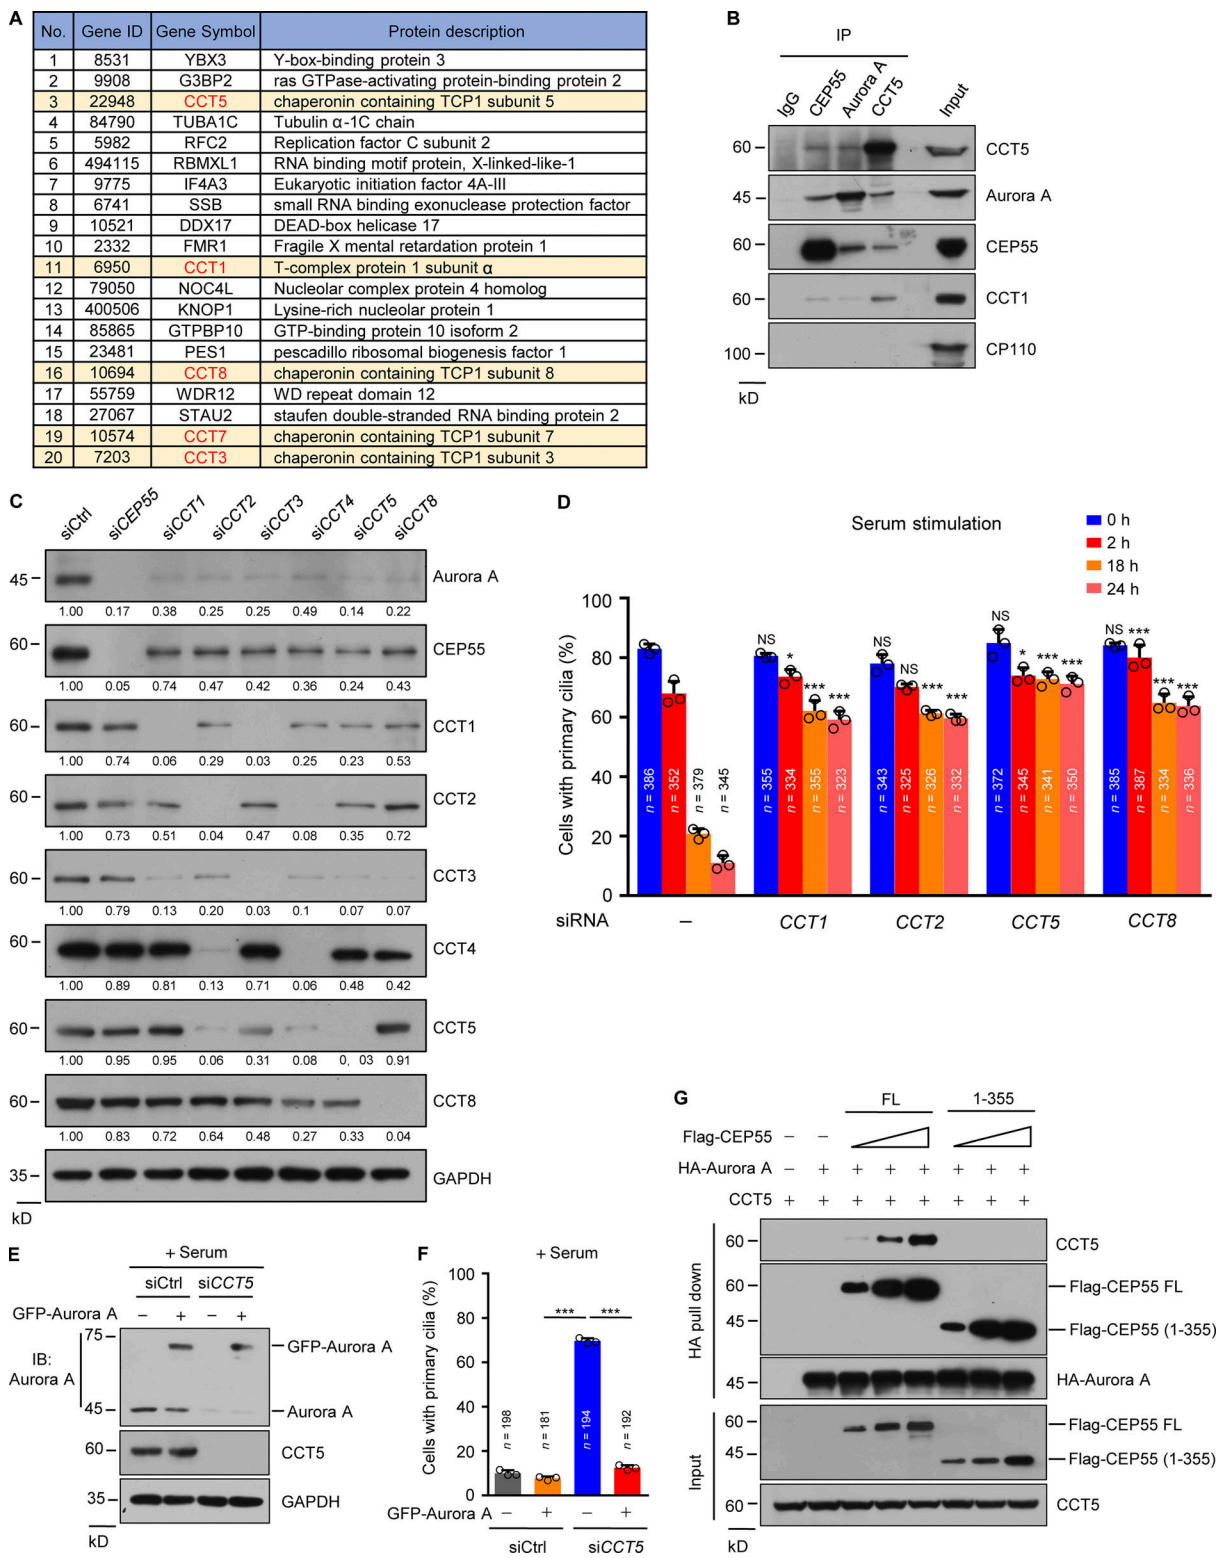 A
No. Gene ID Gene Symbol Protein description
1 8531 YBX3 Y-box-binding protein 3
2 9908 G3BP2 ras GTPase-activating protein-binding protein 2
3 22948 CCT5 chaperonin containing TCP1 subunit 5
4 84790 TUBA1C Tubulin α-1C chain
5 5982 RFC2 Replication factor C subunit 2
6 494115 RBMXL1 RNA binding motif protein, X-linked-like-1
7 9775 IF4A3 Eukaryotic initiation factor 4A-III
8 6741 SSB small RNA binding exonuclease protection factor
9 10521 DDX17 DEAD-box helicase 17
10 2332 FMR1 Fragile X mental retardation protein 1
11 6950 CCT1 T-complex protein 1 subunit α
12 79050 NOC4L Nucleolar complex protein 4 homolog
13 400506 KNOP1 Lysine-rich nucleolar protein 1
14 85865 GTPBP10 GTP-binding protein 10 isoform 2
15 23481 PES1 pescadillo ribosomal biogenesis factor 1
16 10694 CCT8 chaperonin containing TCP1 subunit 8
17 55759 WDR12 WD repeat domain 12
18 27067 STAU2 staufen double-stranded RNA binding protein 2
19 10574 CCT7 chaperonin containing TCP1 subunit 7
20 7203 CCT3 chaperonin containing TCP1 subunit 3
B
IP
IgG CEP55 Aurora A CCT5 Input
60 CCT5
45 Aurora A
60 CEP55
60 CCT1
100 CP110
kD
C
siCtrl siCEP55 siCCT1 siCCT2 siCCT3 siCCT4 siCCT5 siCCT8
45 Aurora A
1.00 0.17 0.38 0.25 0.25 0.49 0.14 0.22
60 CEP55
1.00 0.05 0.74 0.47 0.42 0.36 0.24 0.43
60 CCT1
1.00 0.74 0.06 0.29 0.03 0.25 0.23 0.53
60 CCT2
1.00 0.73 0.51 0.04 0.47 0.08 0.35 0.72
60 CCT3
1.00 0.79 0.13 0.20 0.03 0.1 0.07 0.07
60 CCT4
1.00 0.89 0.81 0.13 0.71 0.06 0.48 0.42
60 CCT5
1.00 0.95 0.95 0.06 0.31 0.08 0, 03 0.91
60 CCT8
1.00 0.83 0.72 0.64 0.48 0.27 0.33 0.04
35 GAPDH
kD
D
Serum stimulation
0 h
2 h
18 h
24 h
Cells with primary cilia (%)
100
80
60
40
20
0
NS * *** ***
NS NS *** ***
NS * *** ***
NS *** *** ***
n = 386 n = 352 n = 379 n = 345
n = 355 n = 334 n = 355 n = 323
n = 343 n = 325 n = 326 n = 332
n = 372 n = 345 n = 341 n = 350
n = 385 n = 387 n = 334 n = 336
siRNA – CCT1 CCT2 CCT5 CCT8
E
+ Serum
siCtrl siCCT5
GFP-Aurora A – + – +
75
IB:
Aurora A
GFP-Aurora A
45 Aurora A
60 CCT5
35 GAPDH
kD
F
+ Serum
Cells with primary cilia (%)
100
80
60
40
20
0
*** ***
n = 198 n = 181 n = 194 n = 192
GFP-Aurora A – + – +
siCtrl siCCT5
G
FL 1-355
Flag-CEP55 – –
HA-Aurora A – + + + + + + +
CCT5 + + + + + + + +
HA pull down
60 CCT5
60 Flag-CEP55 FL
45 Flag-CEP55 (1-355)
45 HA-Aurora A
Input
60 Flag-CEP55 FL
45 Flag-CEP55 (1-355)
60 CCT5
kD